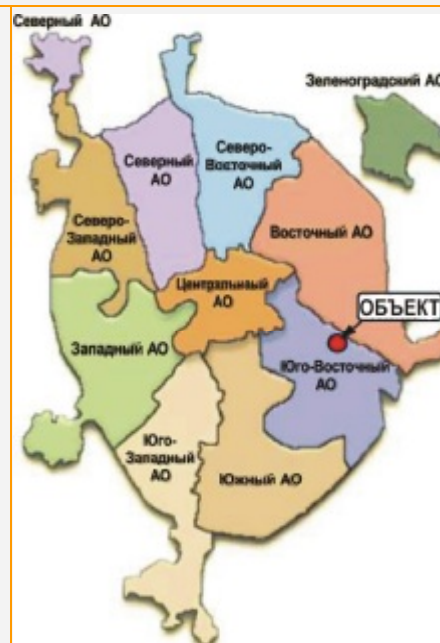 Северный АО
Зеленоградский АО
Северный
АО
Северо-
Восточный
АО
Северо-
Западный
АО
Восточный АО
Центральный
АО
ОБЪЕКТ
Западный АО
Юго-Восточный
АО
Юго-
Западный
АО
Южный АО